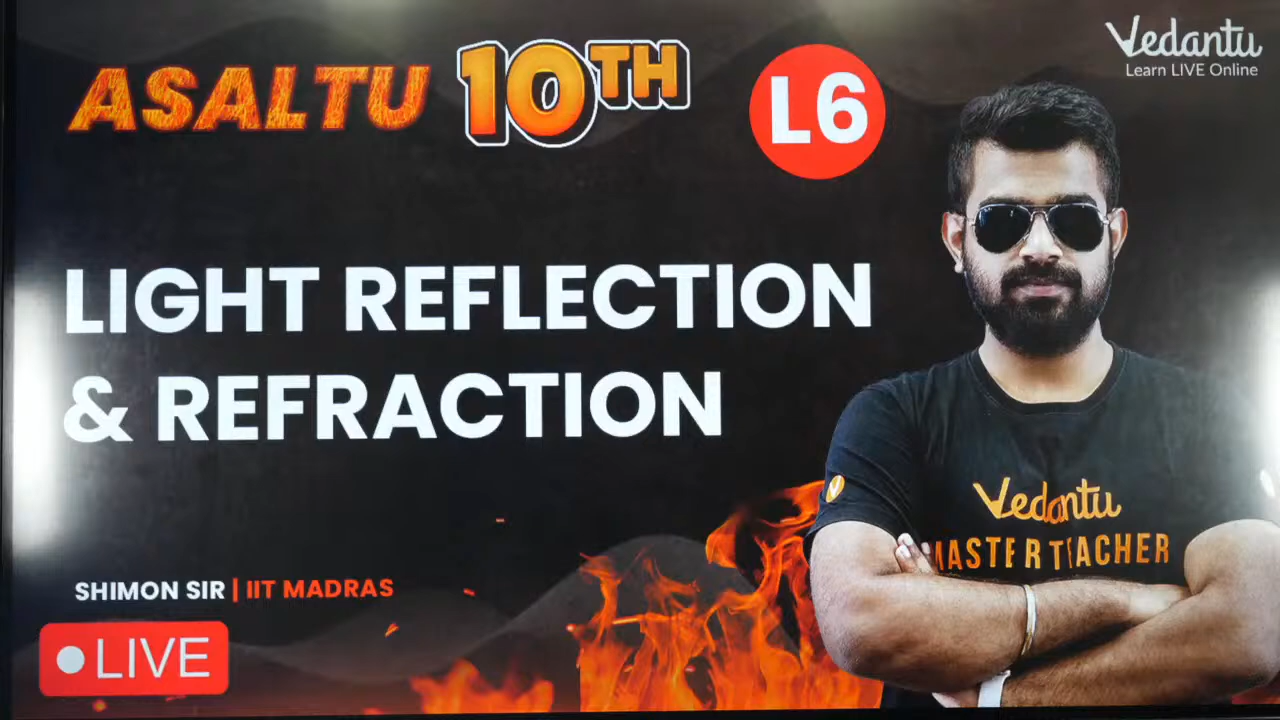 ASALTU 10TH
L6
Vedantu
Learn LIVE Online
LIGHT REFLECTION
& REFRACTION
Vedantu
MASTER TEACHER
SHIMON SIR | IIT MADRAS
LIVE